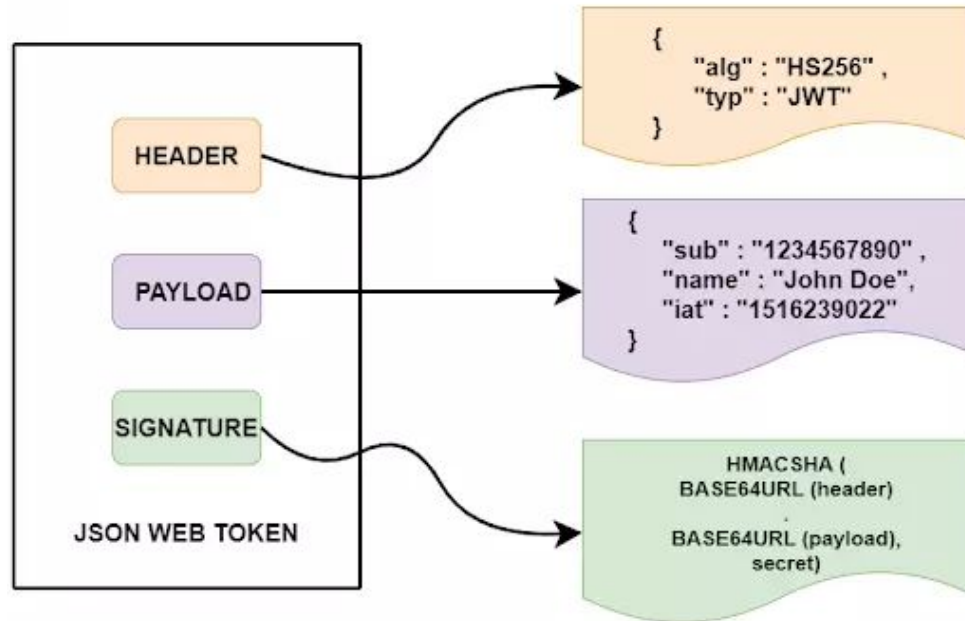 HEADER
PAYLOAD
SIGNATURE
JSON WEB TOKEN
{
"alg" : "HS256" ,
"typ" : "JWT"
}
{
"sub" : "1234567890" ,
"name" : "John Doe",
"iat" : "1516239022"
}
HMACSHA (
BASE64URL (header)
.
BASE64URL (payload),
secret)